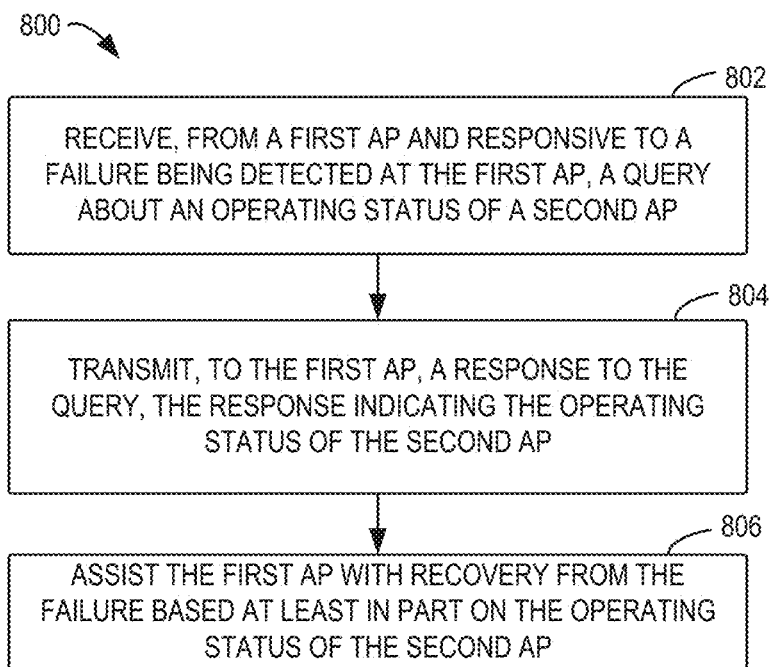 800
802
RECEIVE, FROM A FIRST AP AND RESPONSIVE TO A
FAILURE BEING DETECTED AT THE FIRST AP, A QUERY
ABOUT AN OPERATING STATUS OF A SECOND AP
804
TRANSMIT, TO THE FIRST AP, A RESPONSE TO THE
QUERY, THE RESPONSE INDICATING THE OPERATING
STATUS OF THE SECOND AP
806
ASSIST THE FIRST AP WITH RECOVERY FROM THE
FAILURE BASED AT LEAST IN PART ON THE OPERATING
STATUS OF THE SECOND AP